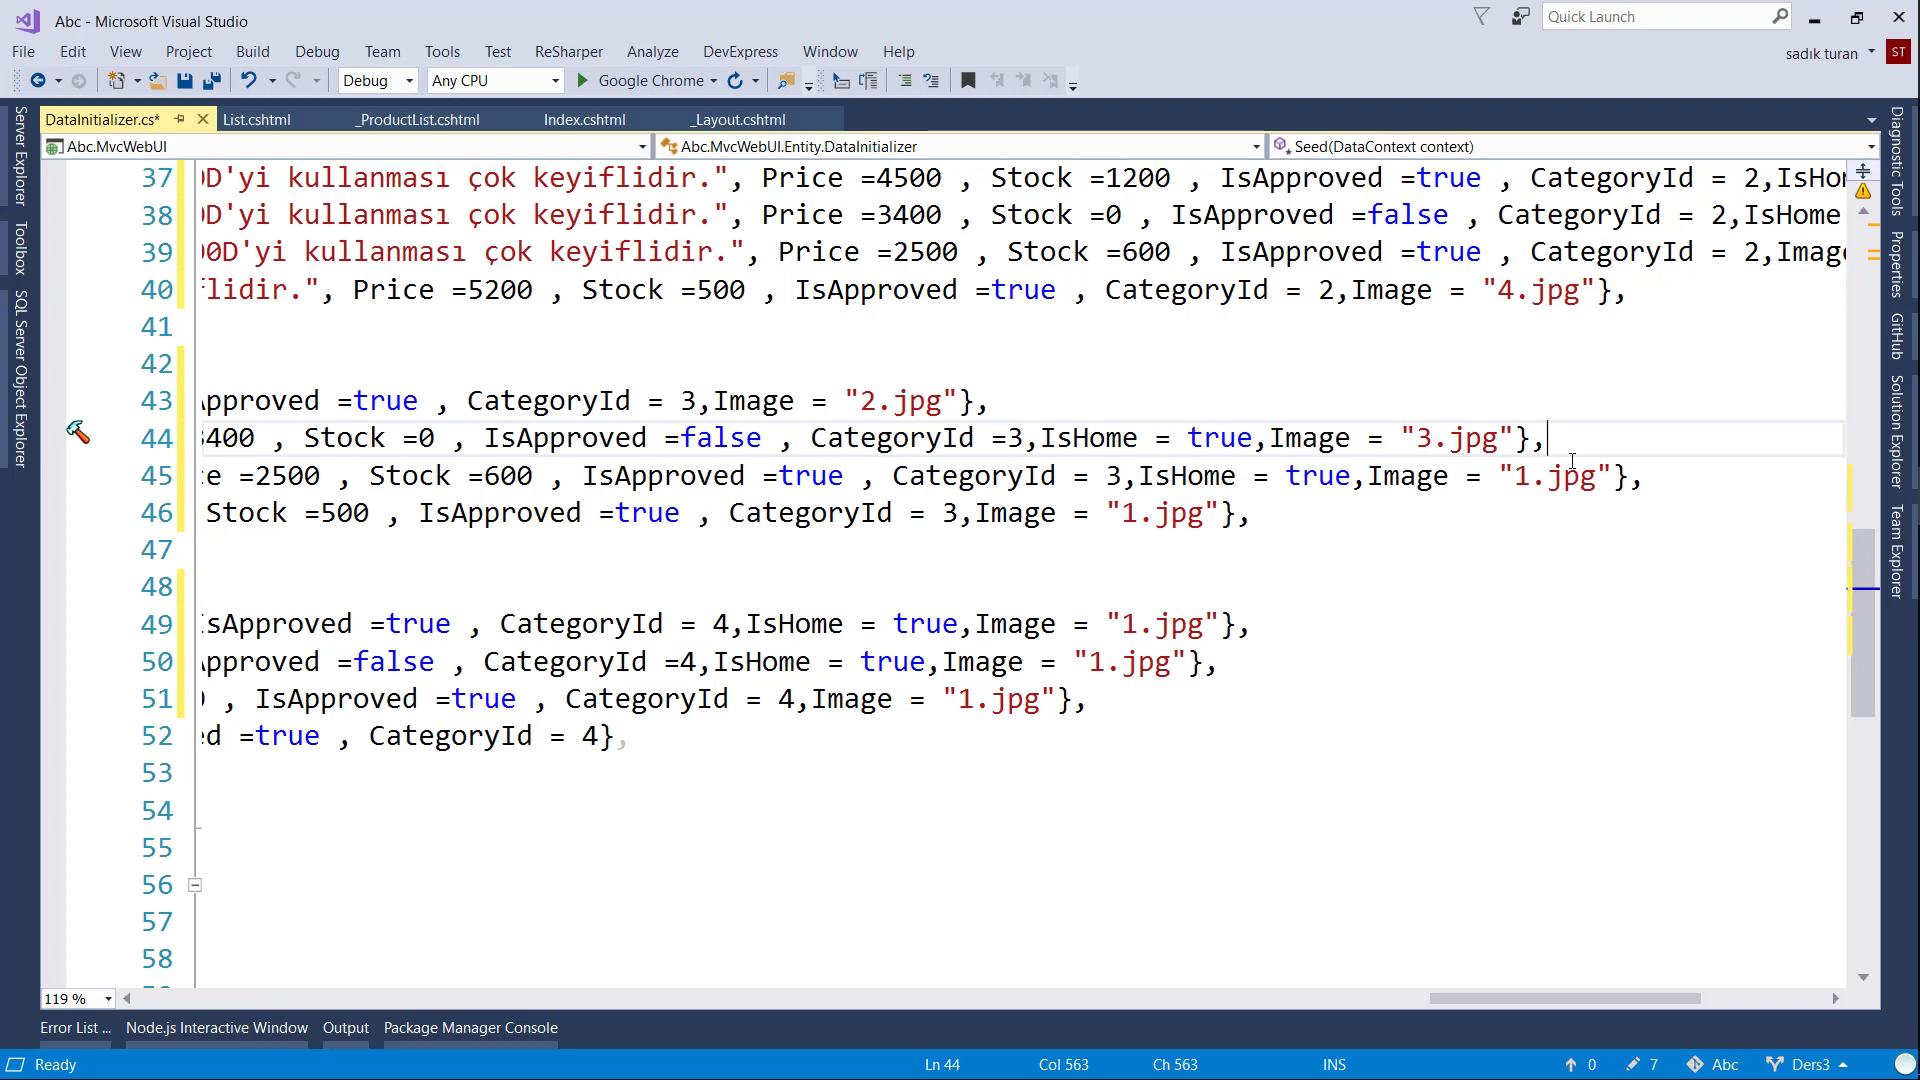 Abc - Microsoft Visual Studio
Quick Launch
File Edit View Project Build Debug Team Tools Test ReSharper Analyze DevExpress Window Help
sadık turan ST
Debug Any CPU Google Chrome
DataInitializer.cs* List.cshtml _ProductList.cshtml Index.cshtml _Layout.cshtml
Abc.MvcWebUI Abc.MvcWebUI.Entity.DataInitializer Seed(DataContext context)
Server Explorer
Toolbox
SQL Server Object Explorer
37 0D'yi kullanması çok keyiflidir.", Price =4500 , Stock =1200 , IsApproved =true , CategoryId = 2,IsHo
38 0D'yi kullanması çok keyiflidir.", Price =3400 , Stock =0 , IsApproved =false , CategoryId = 2,IsHome
39 00D'yi kullanması çok keyiflidir.", Price =2500 , Stock =600 , IsApproved =true , CategoryId = 2,Imag
40 flidir.", Price =5200 , Stock =500 , IsApproved =true , CategoryId = 2,Image = "4.jpg"},
41
42
43 Approved =true , CategoryId = 3,Image = "2.jpg"},
44 3400 , Stock =0 , IsApproved =false , CategoryId =3,IsHome = true,Image = "3.jpg"},
45 ce =2500 , Stock =600 , IsApproved =true , CategoryId = 3,IsHome = true,Image = "1.jpg"},
46 Stock =500 , IsApproved =true , CategoryId = 3,Image = "1.jpg"},
47
48
49 IsApproved =true , CategoryId = 4,IsHome = true,Image = "1.jpg"},
50 Approved =false , CategoryId =4,IsHome = true,Image = "1.jpg"},
51 , IsApproved =true , CategoryId = 4,Image = "1.jpg"},
52 ed =true , CategoryId = 4},
53
54
55
56
57
58
Diagnostic Tools
Properties
GitHub
Solution Explorer
Team Explorer
119 %
Error List ... Node.js Interactive Window Output Package Manager Console
Ready Ln 44 Col 563 Ch 563 INS 0 7 Abc Ders3